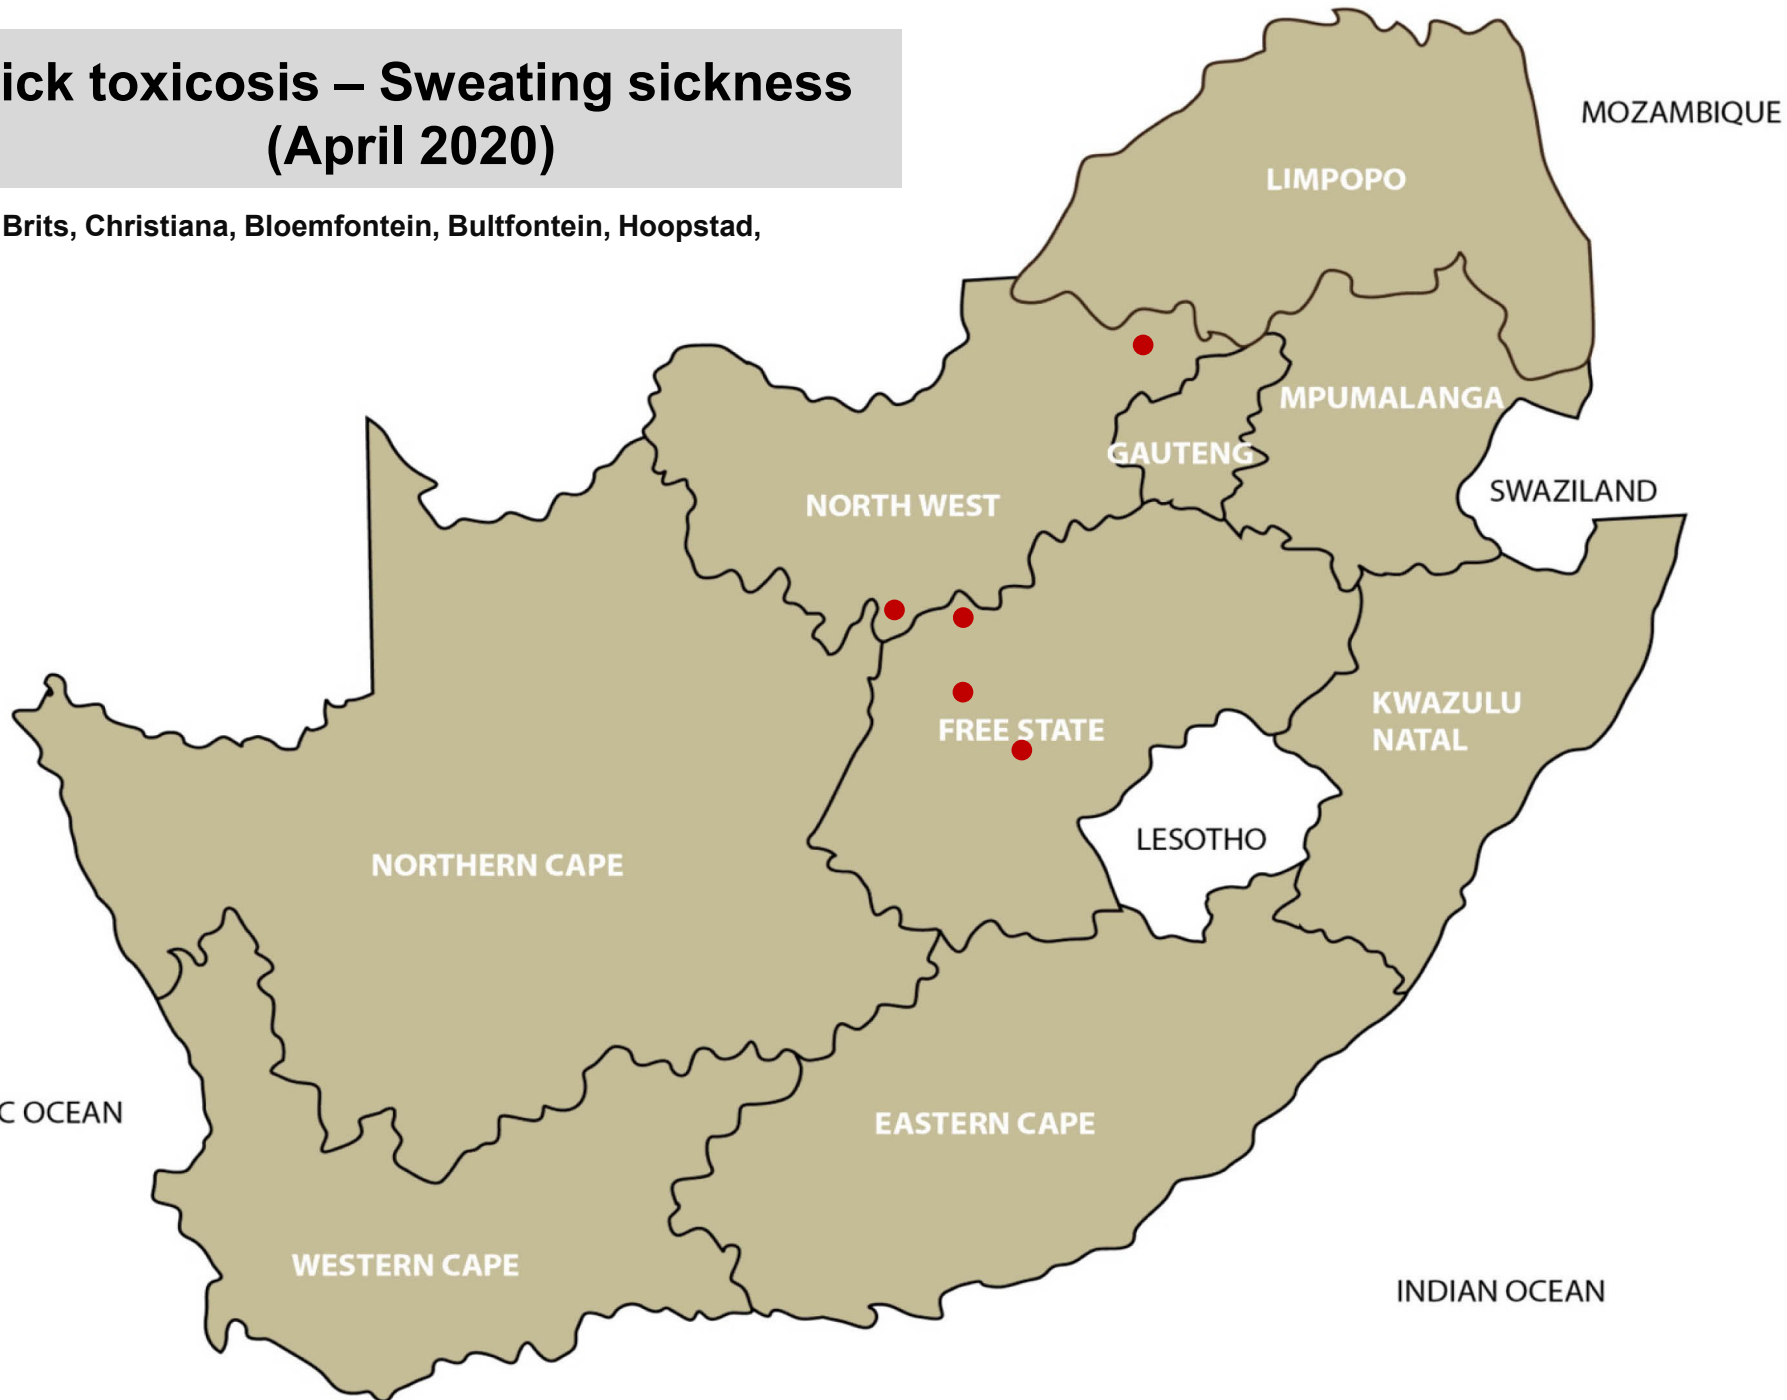 ick toxicosis – Sweating sickness
(April 2020)
Brits, Christiana, Bloemfontein, Bultfontein, Hoopstad,
MOZAMBIQUE
LIMPOPO
MPUMALANGA
GAUTENG
SWAZILAND
NORTH WEST
KWAZULU
NATAL
FREE STATE
LESOTHO
NORTHERN CAPE
C OCEAN
EASTERN CAPE
WESTERN CAPE
INDIAN OCEAN